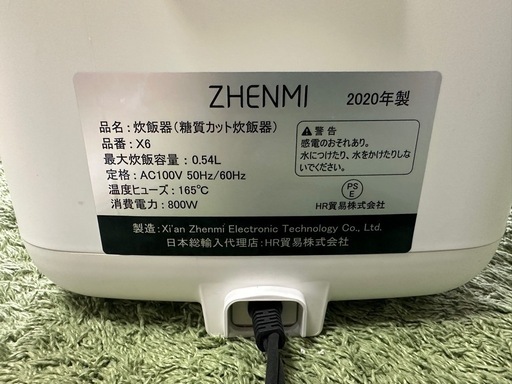 ZHENMI 2020年製
品名：炊飯器（糖質カット炊飯器）
品番：X6
最大炊飯容量：0.54L
定格：AC100V 50Hz/60Hz
温度ヒューズ：165℃
消費電力：800W
警告
感電のおそれあり。
水につけたり、水をかけたりしな
いでください。
PS
E
HR貿易株式会社
製造：Xi'an Zhenmi Electronic Technology Co., Ltd.
日本総輸入代理店：HR貿易株式会社